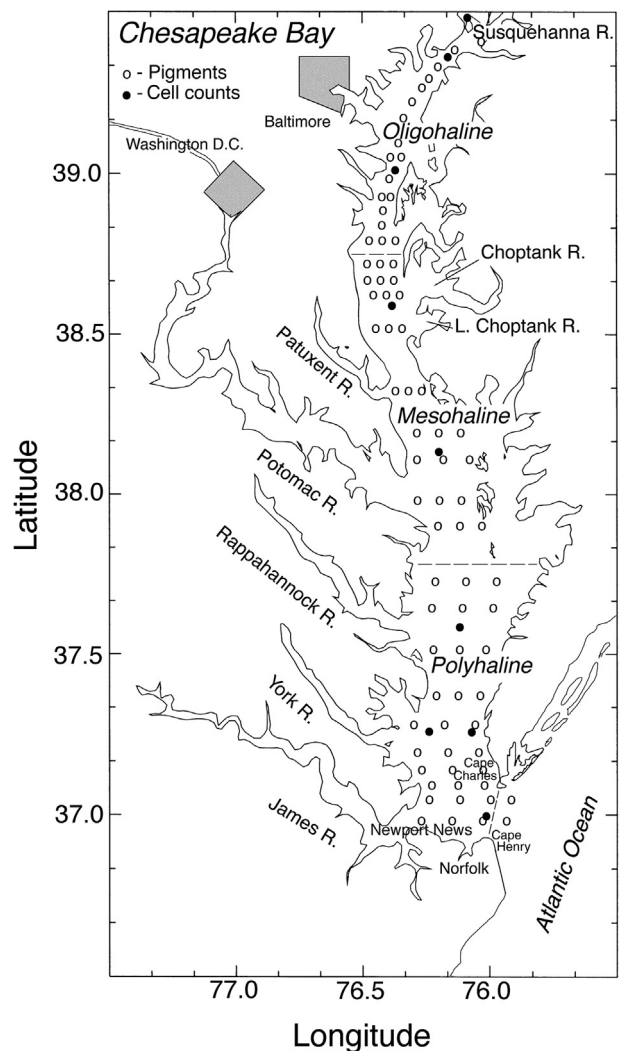 Chesapeake Bay
Susquehanna R.
o - Pigments
● - Cell counts
Baltimore
Oligohaline
Washington D.C.
39.0
Choptank R.
L. Choptank R.
38.5
Patuxent R.
Mesohaline
Potomac R.
38.0
Latitude
Rappahannock R.
37.5
Polyhaline
York R.
Cape
Charles
37.0
James R.
Newport News
Cape
Henry
Norfolk
Atlantic Ocean
77.0 76.5 76.0
Longitude